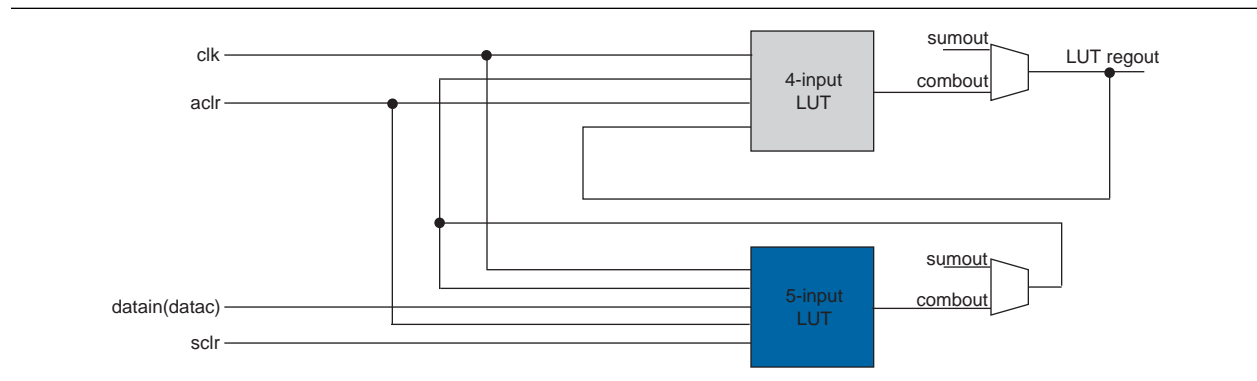 clk
aclr
4-input
LUT
sumout
combout
LUT regout
datain(datac)
sclr
5-input
LUT
sumout
combout